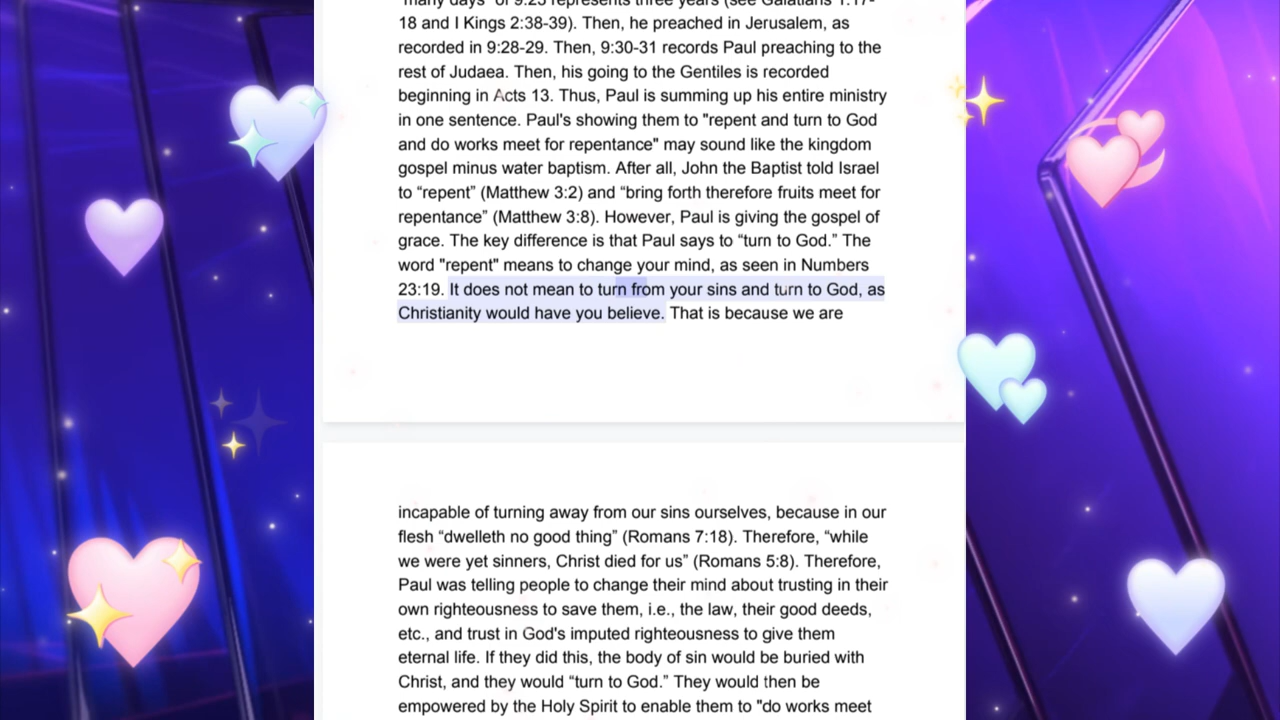 "many days" of 9:23 represents three years (see Galatians 1:17-
18 and I Kings 2:38-39). Then, he preached in Jerusalem, as
recorded in 9:28-29. Then, 9:30-31 records Paul preaching to the
rest of Judaea. Then, his going to the Gentiles is recorded
beginning in Acts 13. Thus, Paul is summing up his entire ministry
in one sentence. Paul's showing them to "repent and turn to God
and do works meet for repentance" may sound like the kingdom
gospel minus water baptism. After all, John the Baptist told Israel
to “repent” (Matthew 3:2) and “bring forth therefore fruits meet for
repentance” (Matthew 3:8). However, Paul is giving the gospel of
grace. The key difference is that Paul says to “turn to God.” The
word "repent" means to change your mind, as seen in Numbers
23:19. It does not mean to turn from your sins and turn to God, as
Christianity would have you believe. That is because we are
incapable of turning away from our sins ourselves, because in our
flesh “dwelleth no good thing” (Romans 7:18). Therefore, “while
we were yet sinners, Christ died for us” (Romans 5:8). Therefore,
Paul was telling people to change their mind about trusting in their
own righteousness to save them, i.e., the law, their good deeds,
etc., and trust in God's imputed righteousness to give them
eternal life. If they did this, the body of sin would be buried with
Christ, and they would “turn to God.” They would then be
empowered by the Holy Spirit to enable them to "do works meet